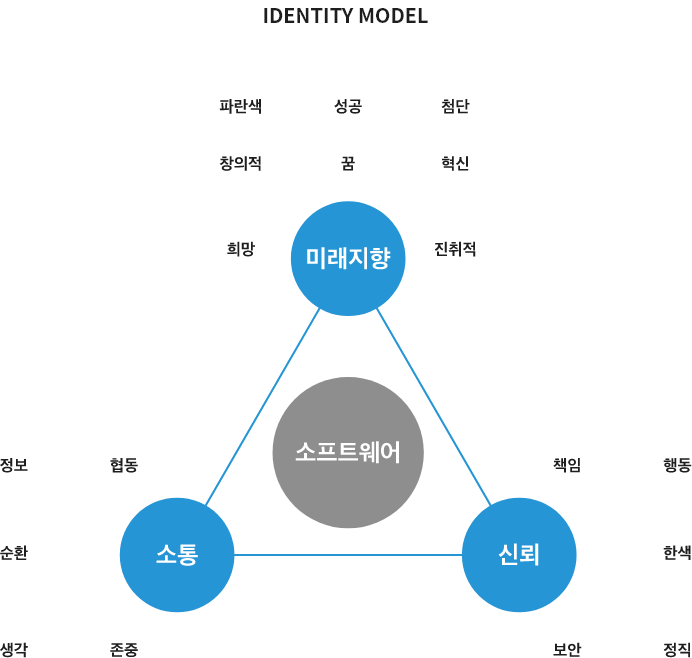 IDENTITY MODEL
파란색 성공 첨단
창의적 꿈 혁신
희망 미래지향 진취적
소프트웨어
정보 협동 책임 행동
순환 소통 신뢰 한색
생각 존중 보안 정직